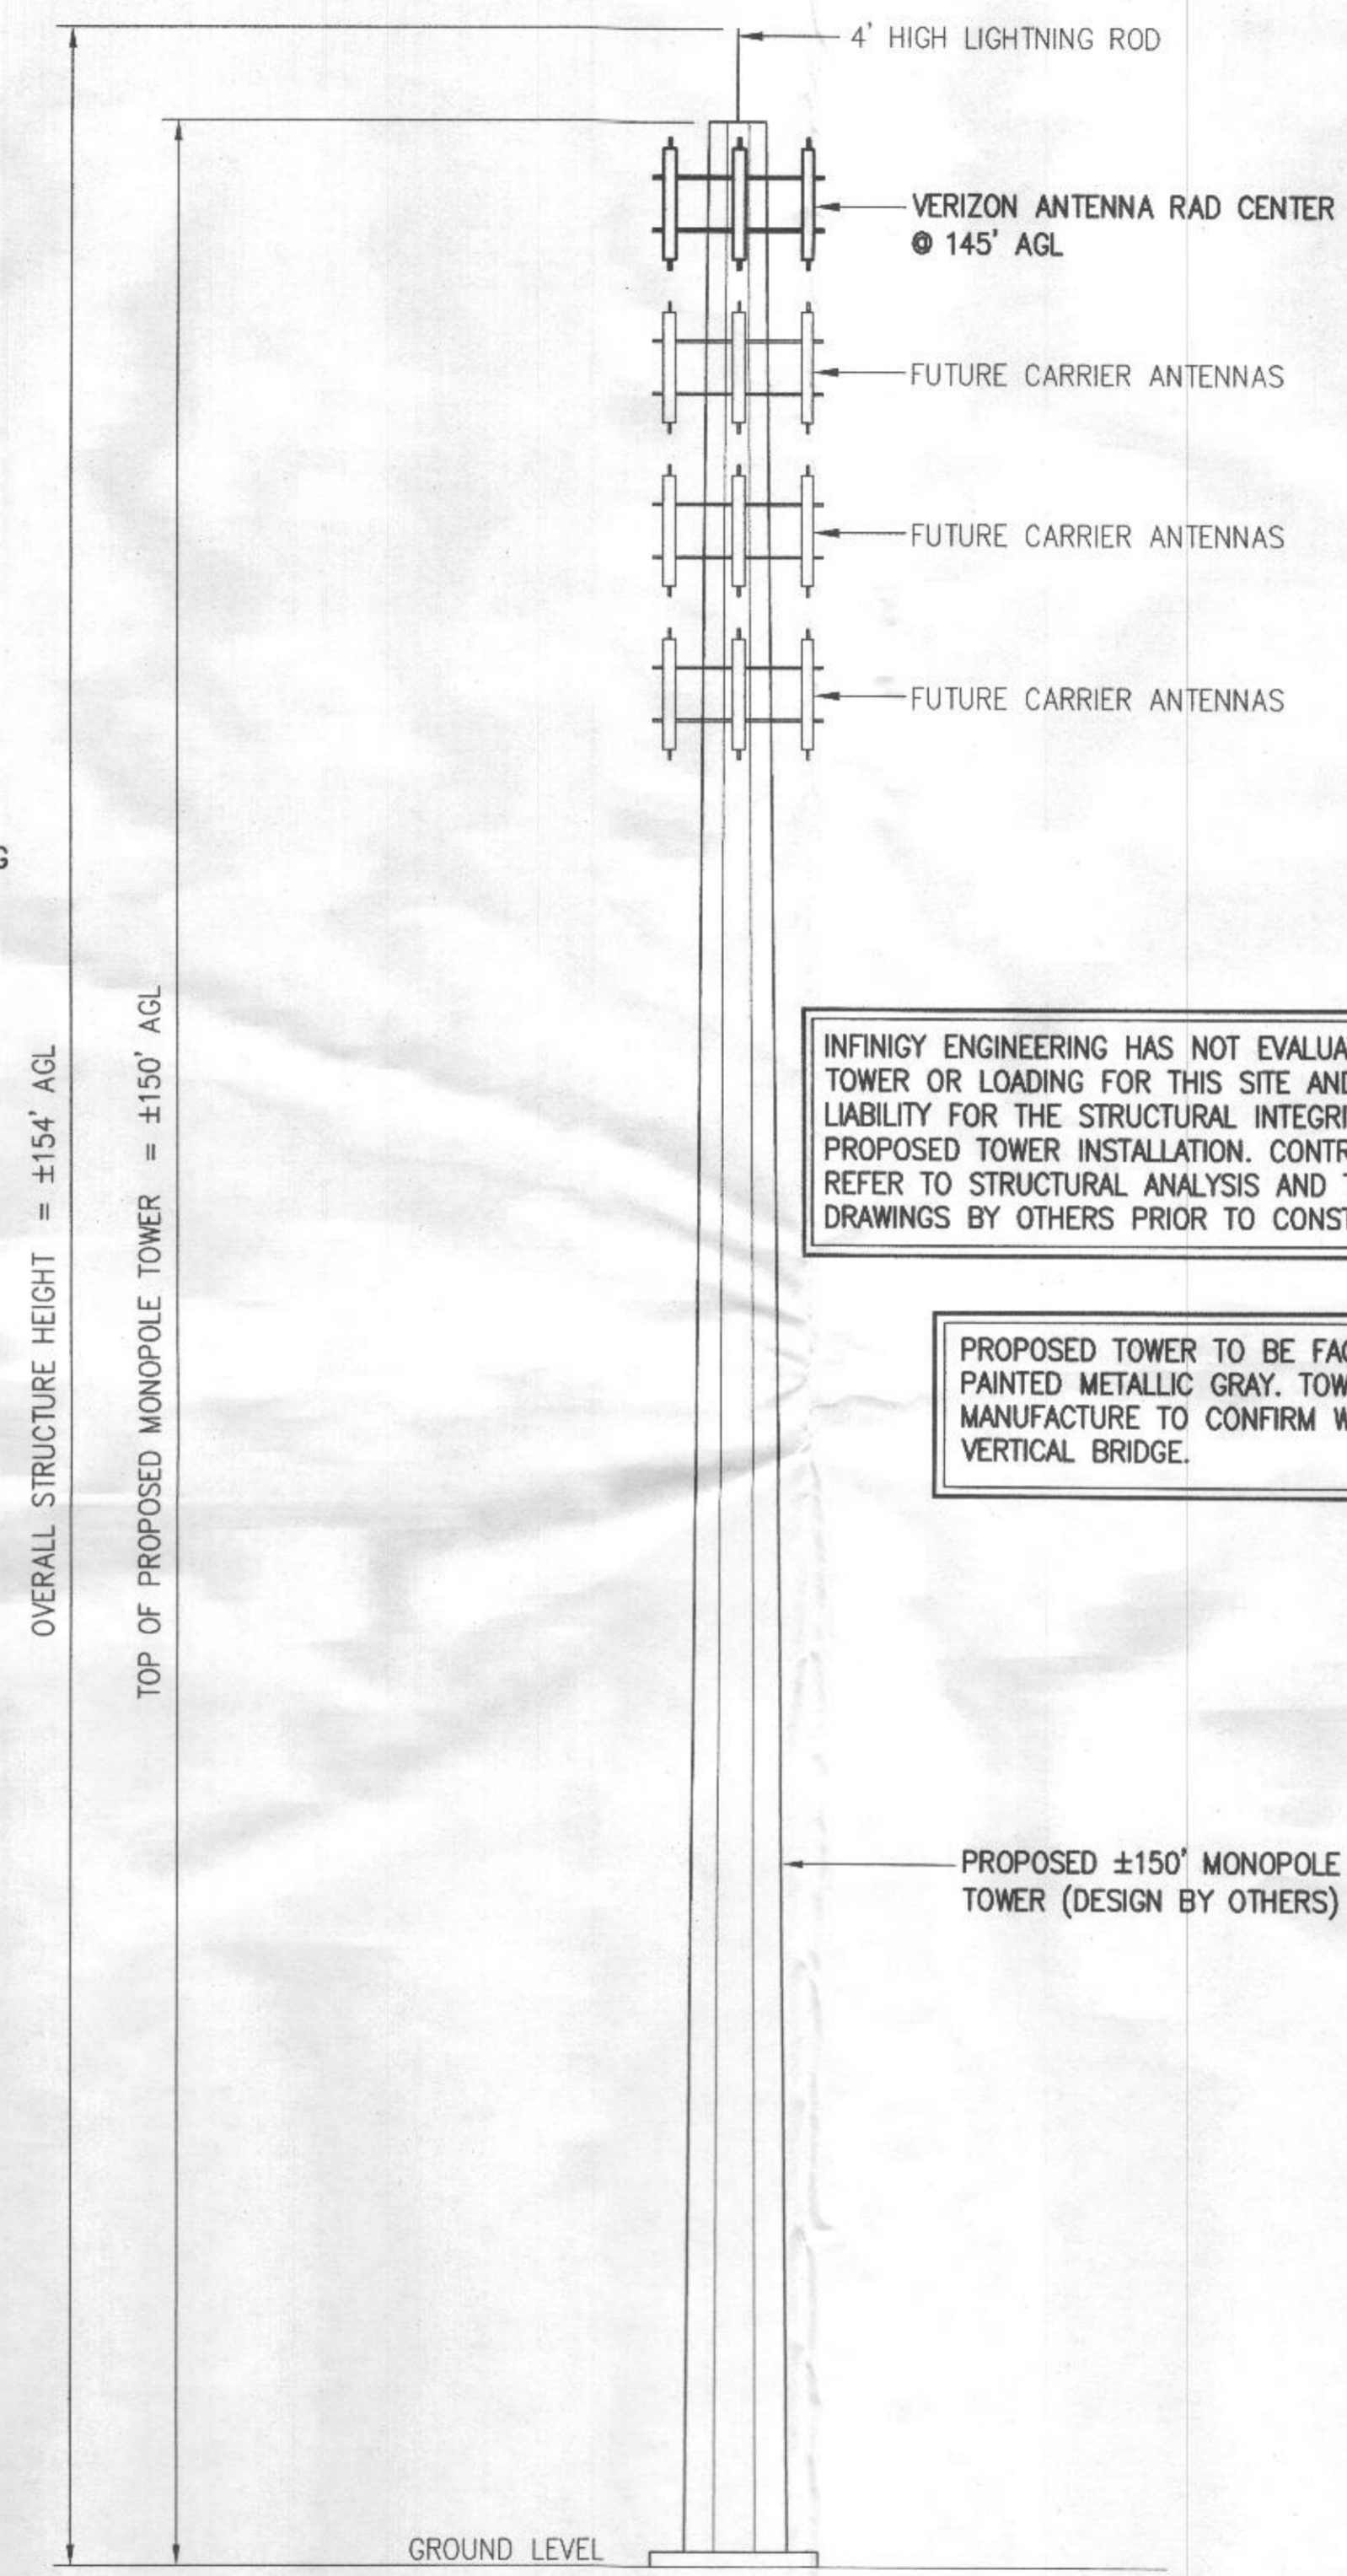 4' HIGH LIGHTNING ROD
VERIZON ANTENNA RAD CENTER
@ 145' AGL
FUTURE CARRIER ANTENNAS
FUTURE CARRIER ANTENNAS
FUTURE CARRIER ANTENNAS
OVERALL STRUCTURE HEIGHT = ±154' AGL
TOP OF PROPOSED MONOPOLE TOWER = ±150' AGL
INFINIGY ENGINEERING HAS NOT
TOWER OR LOADING FOR THIS SITE
LIABILITY FOR THE STRUCTURAL
PROPOSED TOWER INSTALLATION.
REFER TO STRUCTURAL ANALYSIS AND
DRAWINGS BY OTHERS PRIOR TO
PROPOSED TOWER TO BE
PAINTED METALLIC GRAY.
MANUFACTURE TO CONFIRM
VERTICAL BRIDGE.
PROPOSED ±150' MONOPOLE
TOWER (DESIGN BY OTHERS)
GROUND LEVEL